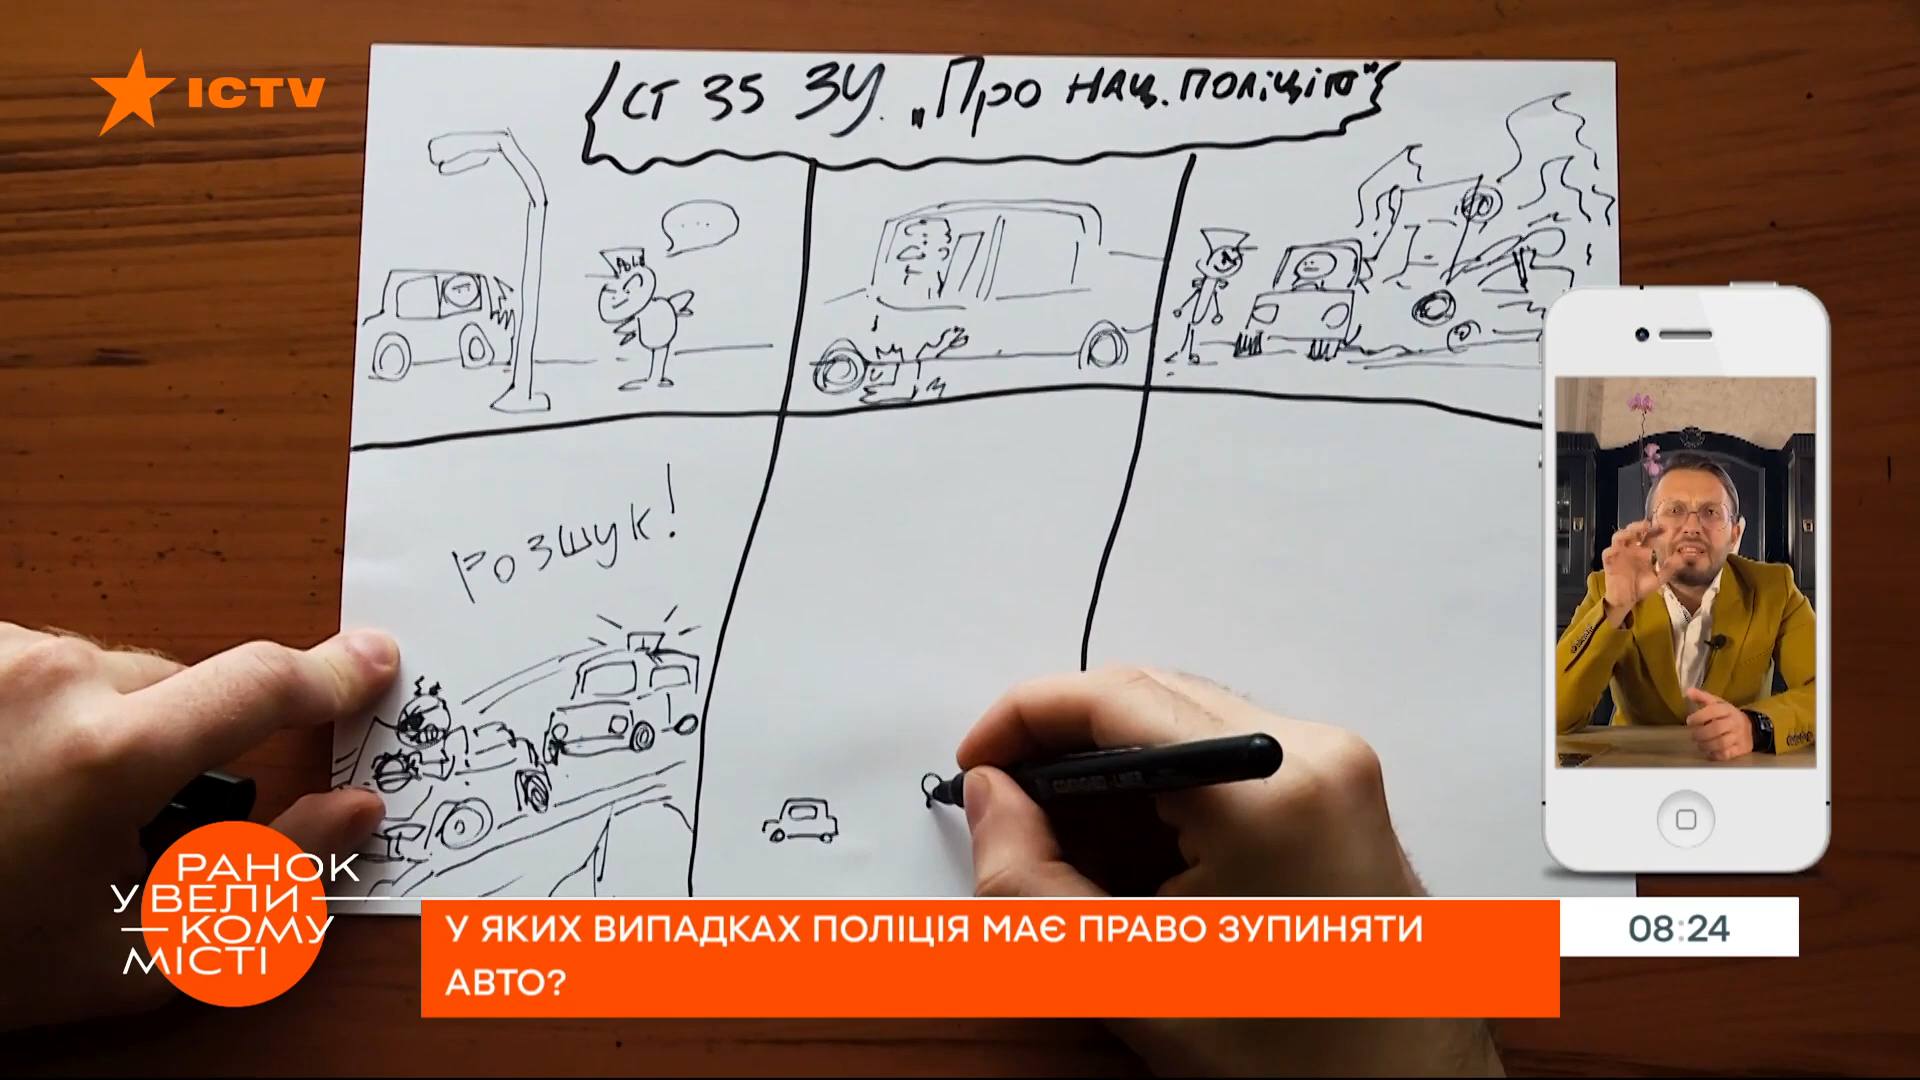 ICTV
СТ 35 ЗУ. „Про нац. поліцію"
РОЗШУК!
РАНОК
У ВЕЛИ
КОМУ
МІСТІ
У ЯКИХ ВИПАДКАХ ПОЛІЦІЯ МАЄ ПРАВО ЗУПИНЯТИ
АВТО?
08:24